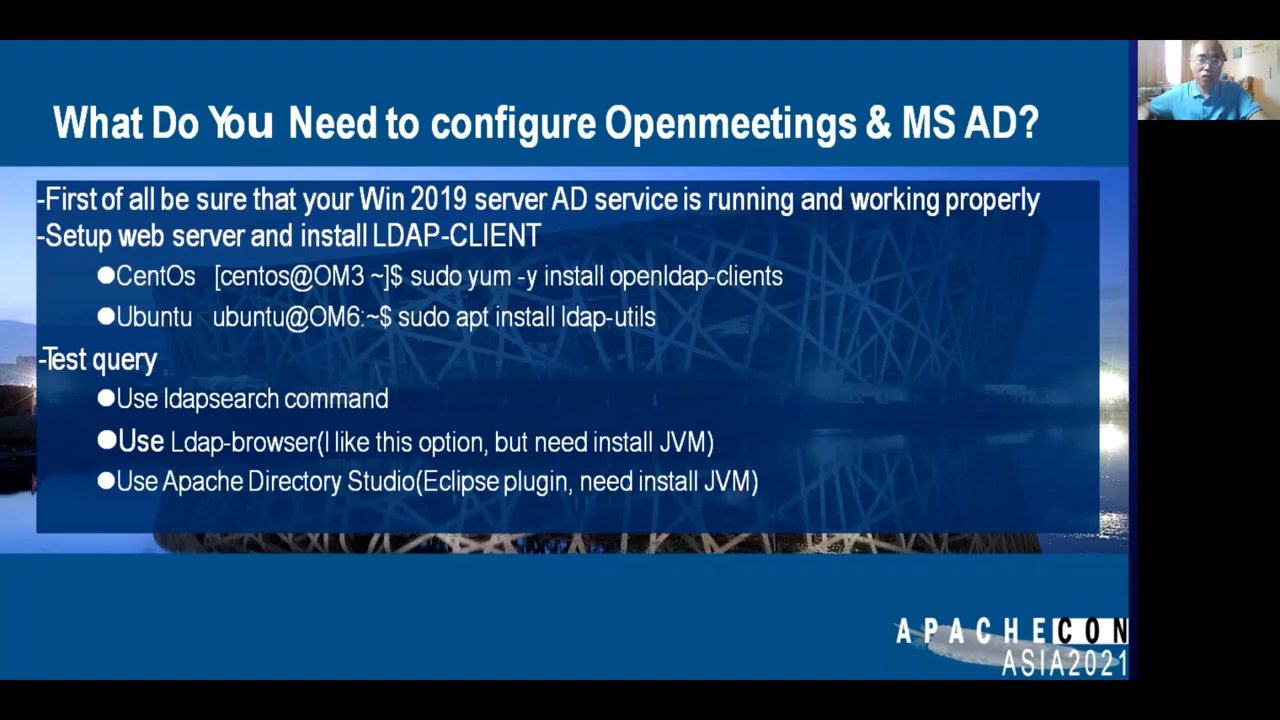 What Do You Need to configure Openmeetings & MS AD?
-First of all be sure that your Win 2019 server AD service is running and working properly
-Setup web server and install LDAP-CLIENT
●CentOs [centos@OM3 ~]$ sudo yum -y install openldap-clients
●Ubuntu ubuntu@OM6:~$ sudo apt install ldap-utils
-Test query
●Use ldapsearch command
●Use Ldap-browser(I like this option, but need install JVM)
●Use Apache Directory Studio(Eclipse plugin, need install JVM)
APACHECON
ASIA2021